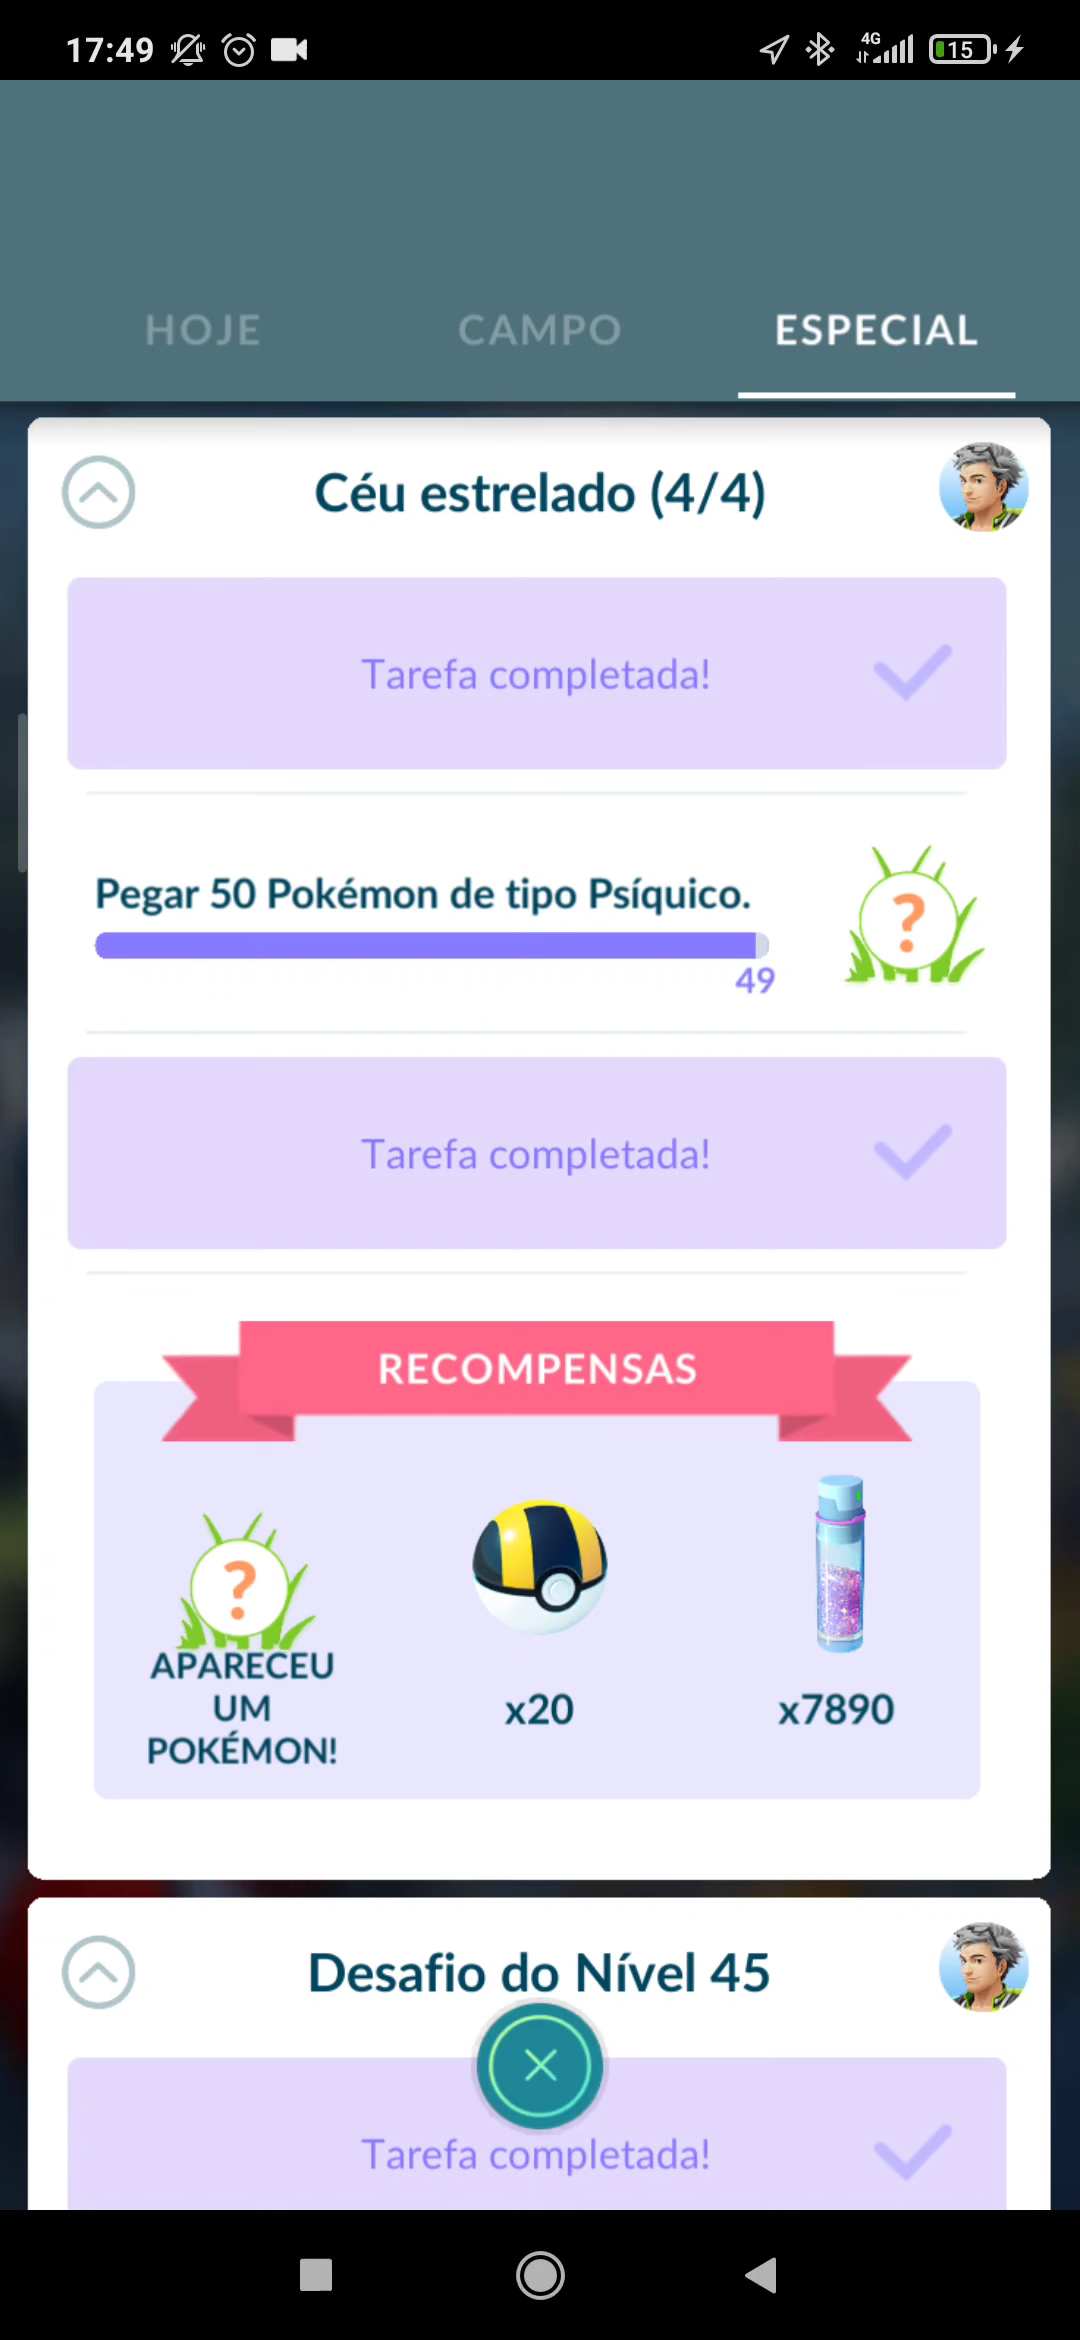 17:49
4G
15
HOJE
CAMPO
ESPECIAL
Céu estrelado (4/4)
Tarefa completada!
Pegar 50 Pokémon de tipo Psíquico.
?
49
Tarefa completada!
RECOMPENSAS
?
APARECEU
UM
POKÉMON!
x20
x7890
Desafio do Nível 45
Tarefa completada!